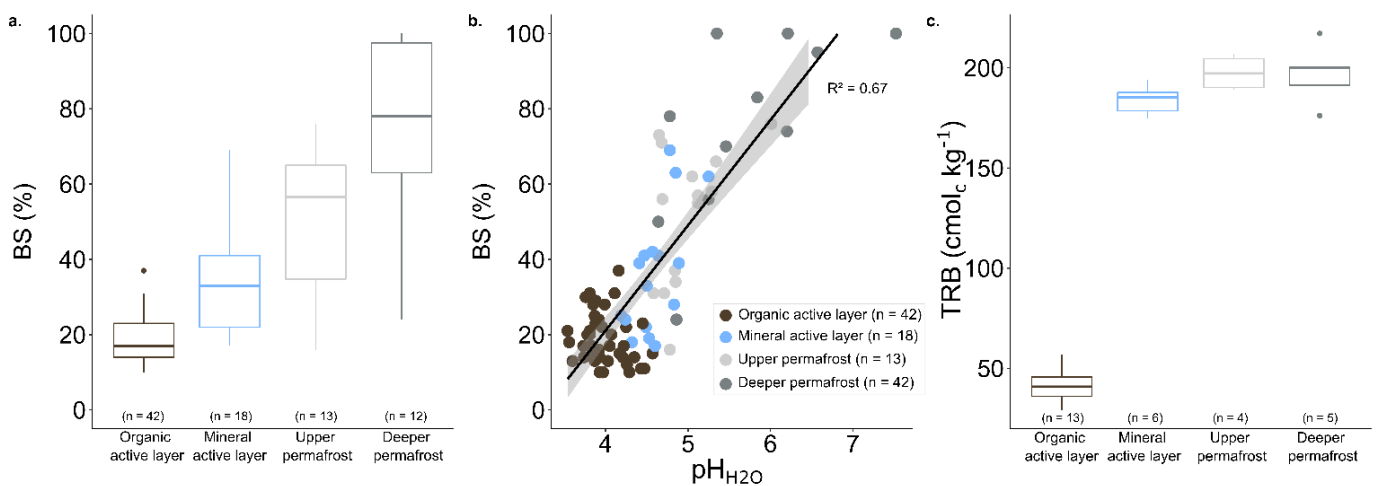 a.
BS (%)
100
80
60
40
20
0
(n = 42)
(n = 18)
(n = 13)
(n = 12)
Organic
active layer
Mineral
active layer
Upper
permafrost
Deeper
permafrost
b.
BS (%)
100
80
60
40
20
0
R² = 0.67
Organic active layer (n = 42)
Mineral active layer (n = 18)
Upper permafrost (n = 13)
Deeper permafrost (n = 42)
4
5
6
7
pH_H2O
c.
TRB (cmol_c kg⁻¹)
200
150
100
50
(n = 13)
(n = 6)
(n = 4)
(n = 5)
Organic
active layer
Mineral
active layer
Upper
permafrost
Deeper
permafrost